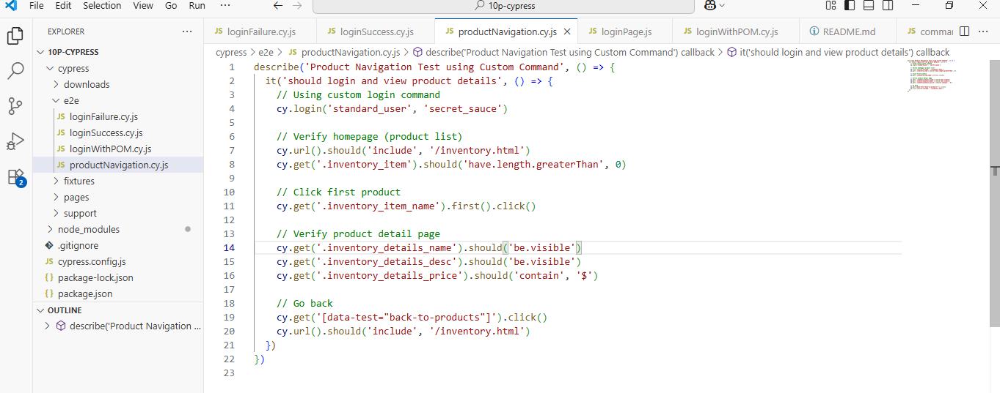 File Edit Selection View Go Run ··· 10p-cypress
EXPLORER ···
JS loginFailure.cy.js JS loginSuccess.cy.js JS productNavigation.cy.js JS loginPage.js JS loginWithPOM.cy.js README.md JS comma ···
cypress > e2e > JS productNavigation.cy.js > describe('Product Navigation Test using Custom Command') callback > it('should login and view product details') callback
10P-CYPRESS
cypress
downloads
e2e
JS loginFailure.cy.js
JS loginSuccess.cy.js
JS loginWithPOM.cy.js
JS productNavigation.cy.js
fixtures
pages
support
node_modules
.gitignore
JS cypress.config.js
{} package-lock.json
{} package.json
OUTLINE
describe('Product Navigation ...
2
1 describe('Product Navigation Test using Custom Command', () => {
2 it('should login and view product details', () => {
3 // Using custom login command
4 cy.login('standard_user', 'secret_sauce')
5
6 // Verify homepage (product list)
7 cy.url().should('include', '/inventory.html')
8 cy.get('.inventory_item').should('have.length.greaterThan', 0)
9
10 // Click first product
11 cy.get('.inventory_item_name').first().click()
12
13 // Verify product detail page
14 cy.get('.inventory_details_name').should('be.visible')
15 cy.get('.inventory_details_desc').should('be.visible')
16 cy.get('.inventory_details_price').should('contain', '$')
17
18 // Go back
19 cy.get('[data-test="back-to-products"]').click()
20 cy.url().should('include', '/inventory.html')
21 })
22 })
23